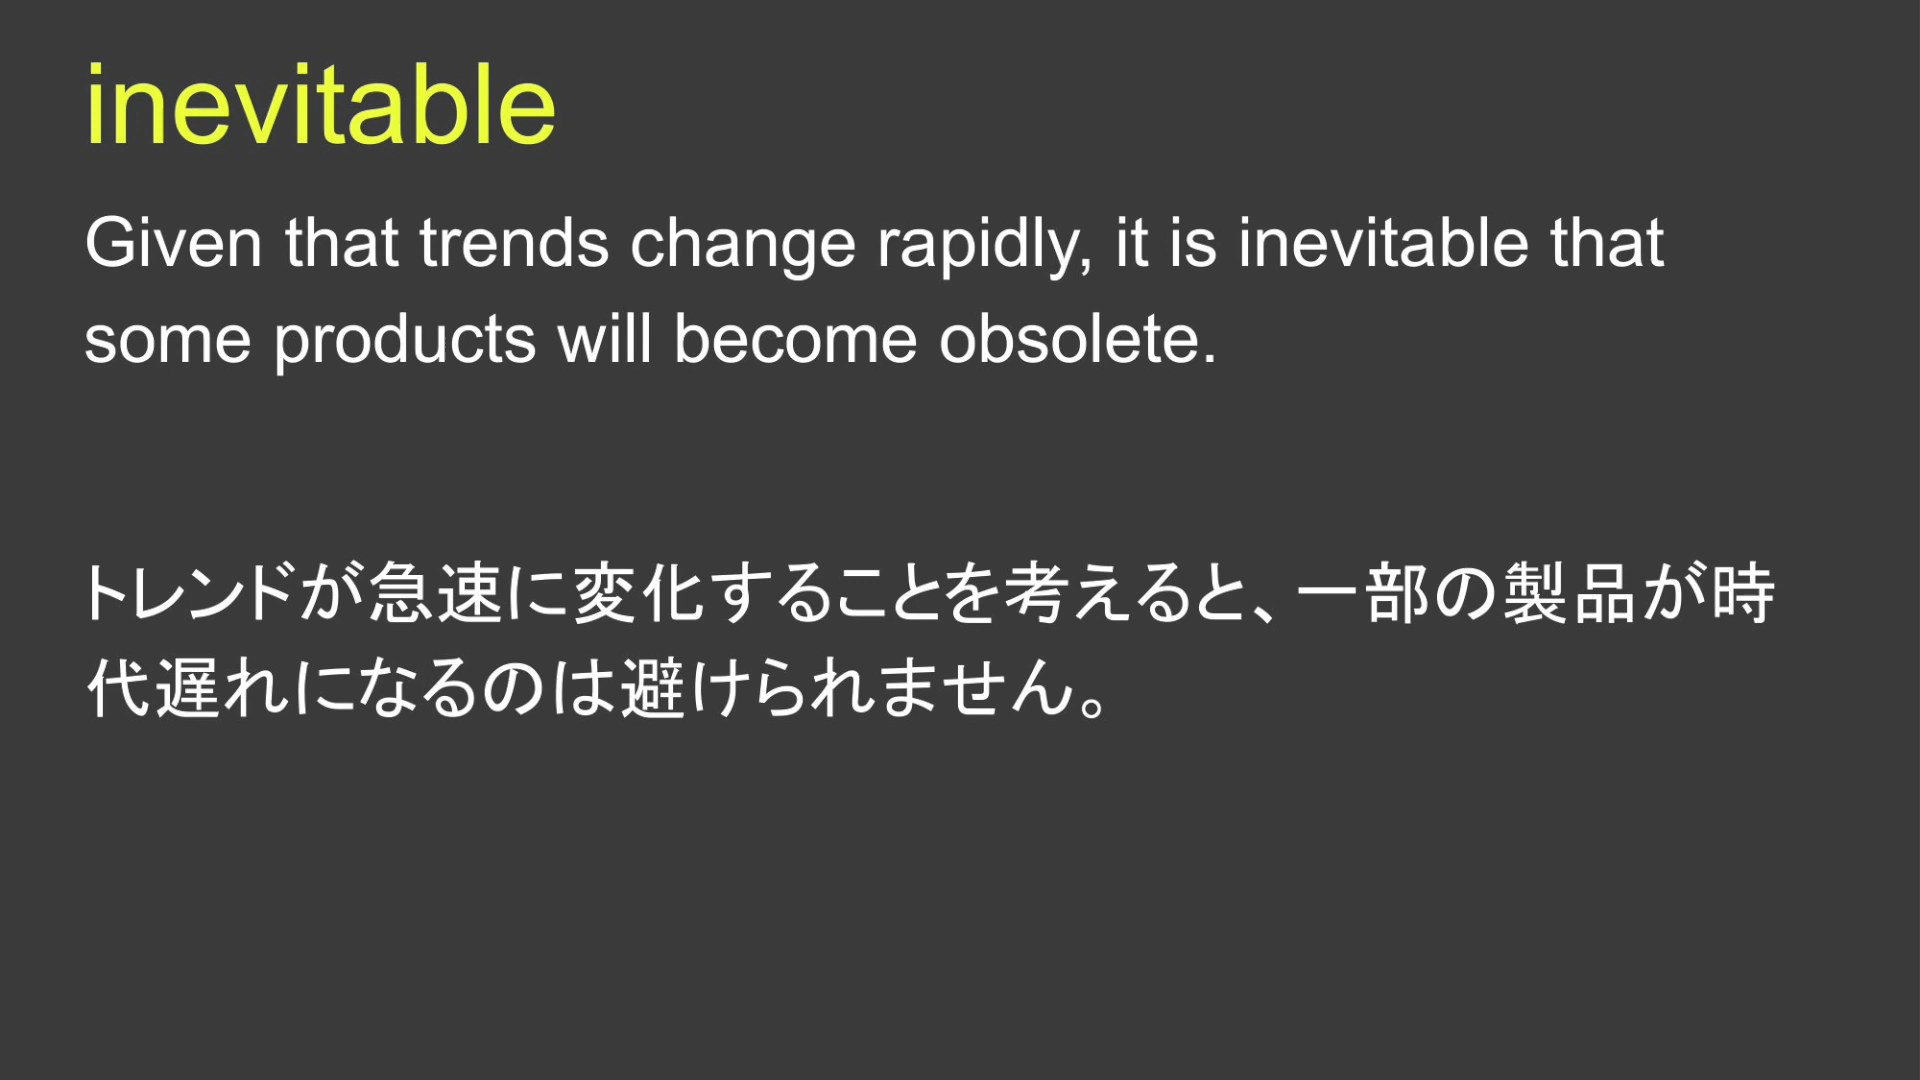 inevitable
Given that trends change rapidly, it is inevitable that
some products will become obsolete.
トレンドが急速に変化することを考えると、一部の製品が時
代遅れになるのは避けられません。